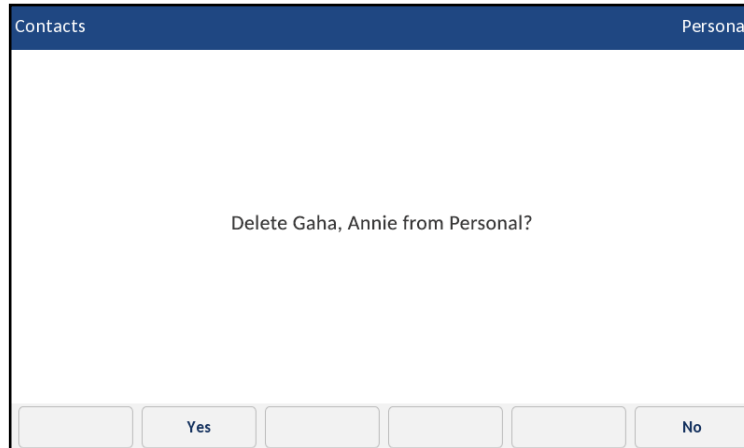 Contacts Persona
Delete Gaha, Annie from Personal?
Yes No